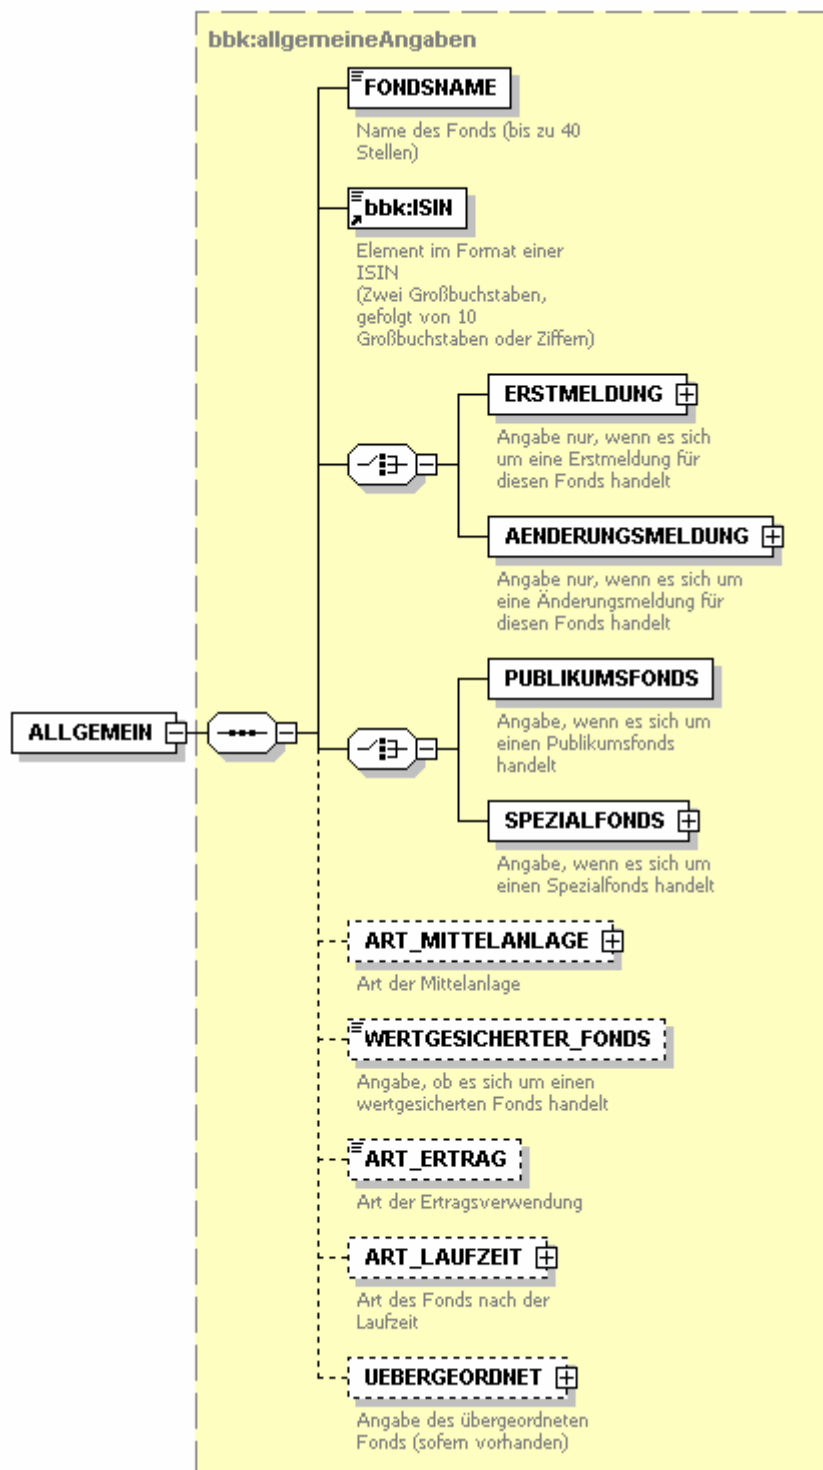 bbk:allgemeineAngaben
FONDSNAME
Name des Fonds (bis zu 40
Stellen)
bbk:ISIN
Element im Format einer
ISIN
(Zwei Großbuchstaben,
gefolgt von 10
Großbuchstaben oder Ziffern)
ERSTMELDUNG
Angabe nur, wenn es sich
um eine Erstmeldung für
diesen Fonds handelt
AENDERUNGSMELDUNG
Angabe nur, wenn es sich um
eine Änderungsmeldung für
diesen Fonds handelt
PUBLIKUMSFONDS
Angabe, wenn es sich um
einen Publikumsfonds
handelt
ALLGEMEIN
SPEZIALFONDS
Angabe, wenn es sich um
einen Spezialfonds handelt
ART_MITTELANLAGE
Art der Mittelanlage
WERTGESICHERTER_FONDS
Angabe, ob es sich um einen
wertgesicherten Fonds handelt
ART_ERTRAG
Art der Ertragsverwendung
ART_LAUFZEIT
Art des Fonds nach der
Laufzeit
UEBERGEORDNET
Angabe des übergeordneten
Fonds (sofern vorhanden)